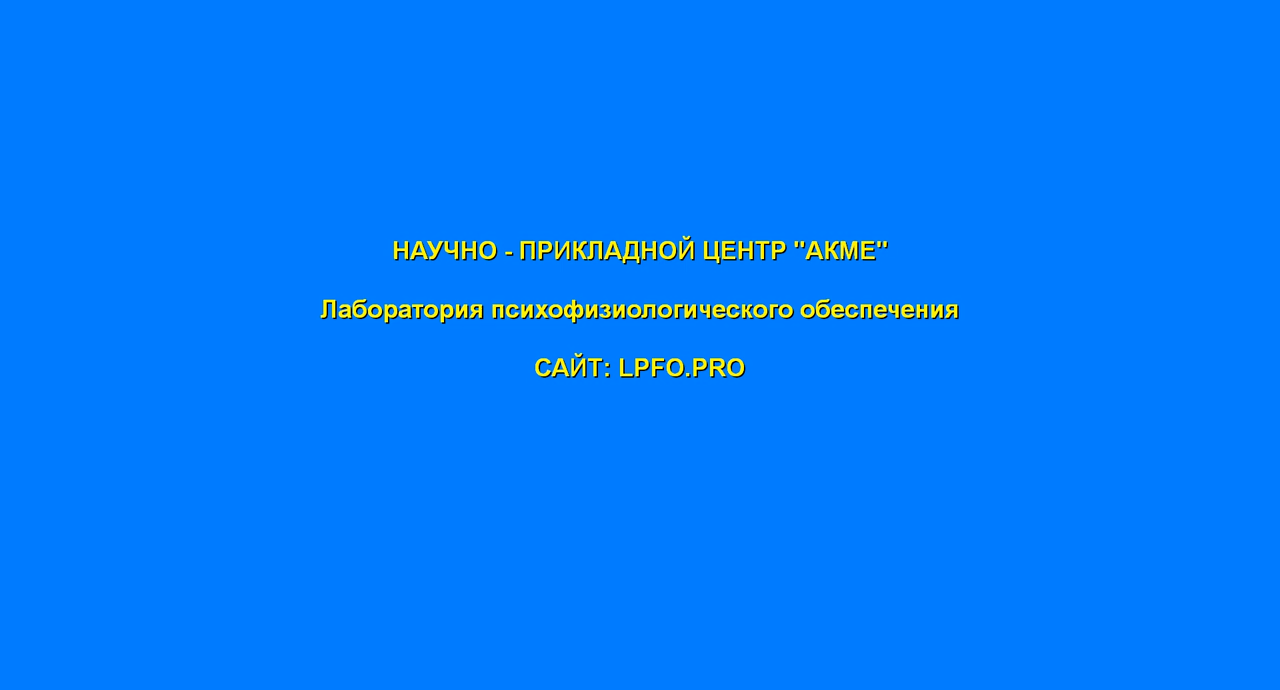 НАУЧНО - ПРИКЛАДНОЙ ЦЕНТР "АКМЕ"
Лаборатория психофизиологического обеспечения
САЙТ: LPFO.PRO